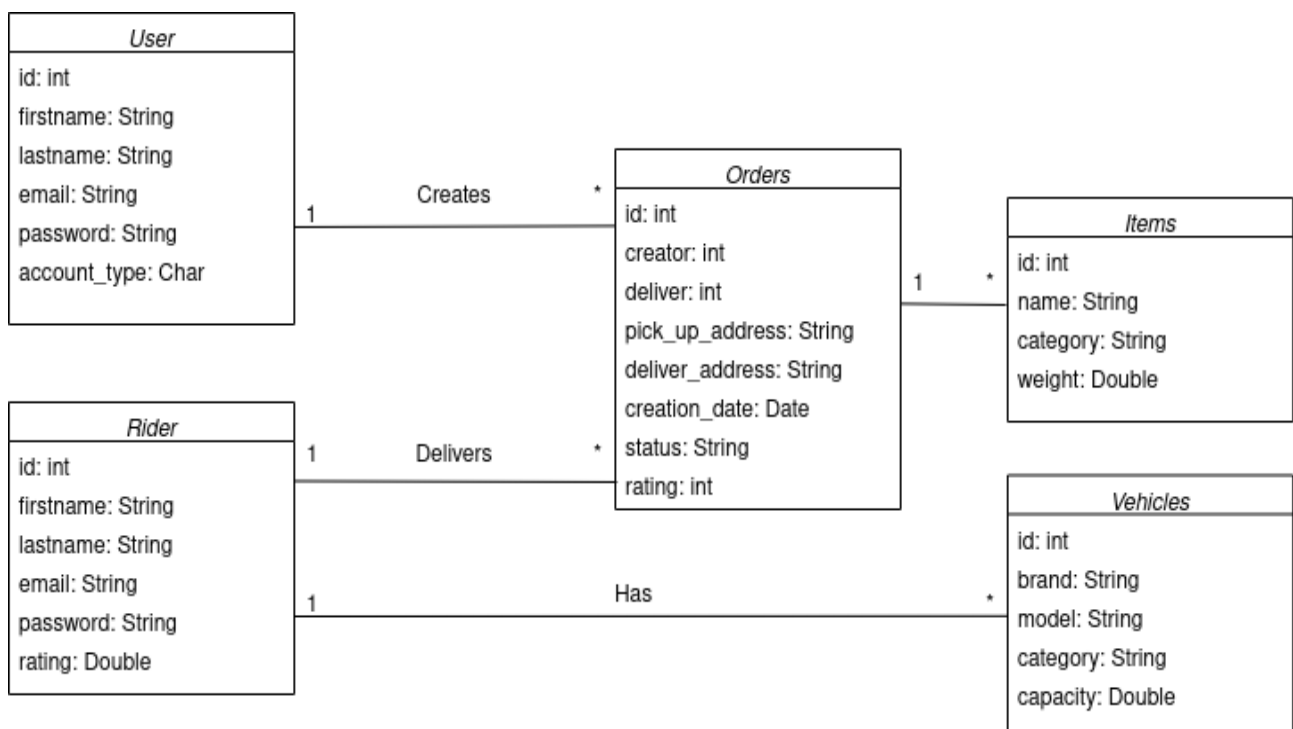 User
id: int
firstname: String
lastname: String
email: String
password: String
account_type: Char
Creates
1
*
Orders
id: int
creator: int
deliver: int
pick_up_address: String
deliver_address: String
creation_date: Date
status: String
rating: int
1
*
Items
id: int
name: String
category: String
weight: Double
Rider
id: int
firstname: String
lastname: String
email: String
password: String
rating: Double
1
Delivers
*
1
Has
*
Vehicles
id: int
brand: String
model: String
category: String
capacity: Double